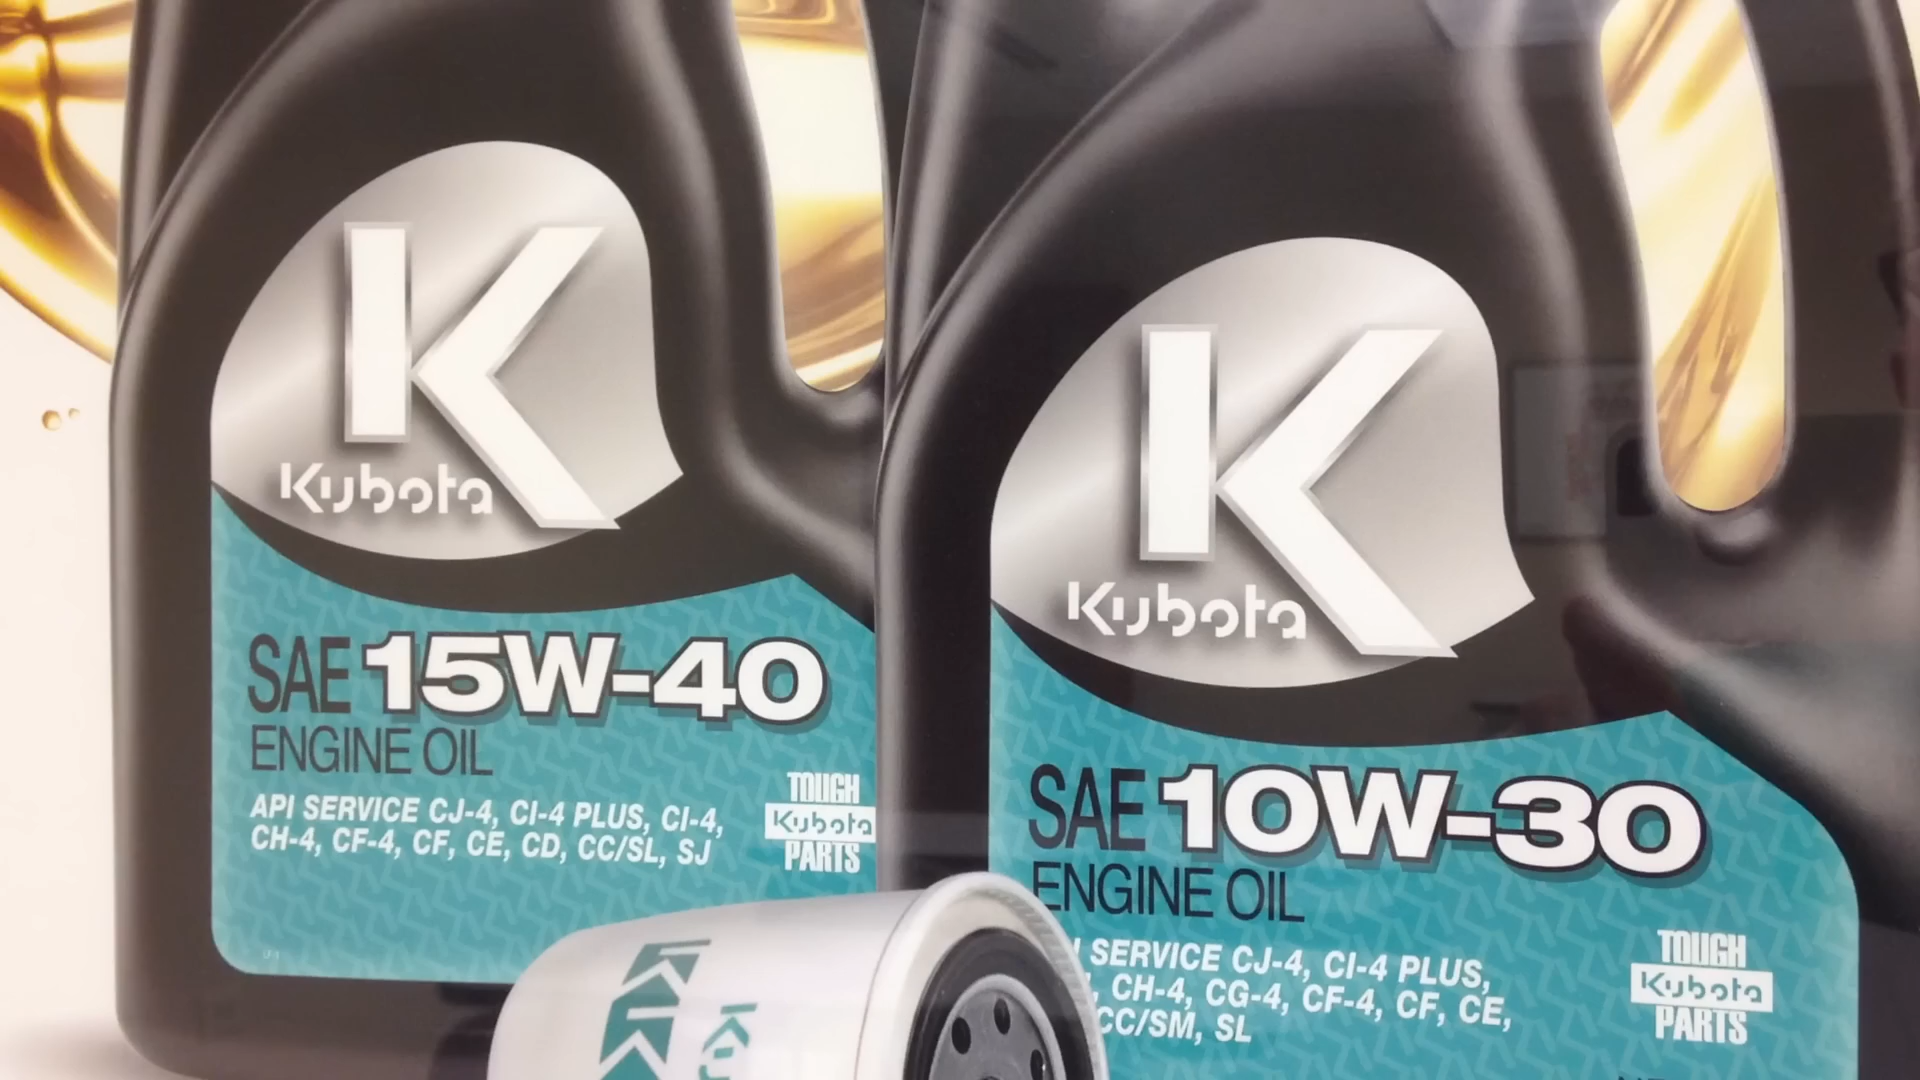 K
Kubota
SAE 15W-40
ENGINE OIL
API SERVICE CJ-4, CI-4 PLUS, CI-4,
CH-4, CF-4, CF, CE, CD, CC/SL, SJ
TOUGH
Kubota
PARTS
K
Kubota
SAE 10W-30
ENGINE OIL
SERVICE CJ-4, CI-4 PLUS,
CH-4, CG-4, CF-4, CF, CE,
CC/SM, SL
TOUGH
Kubota
PARTS